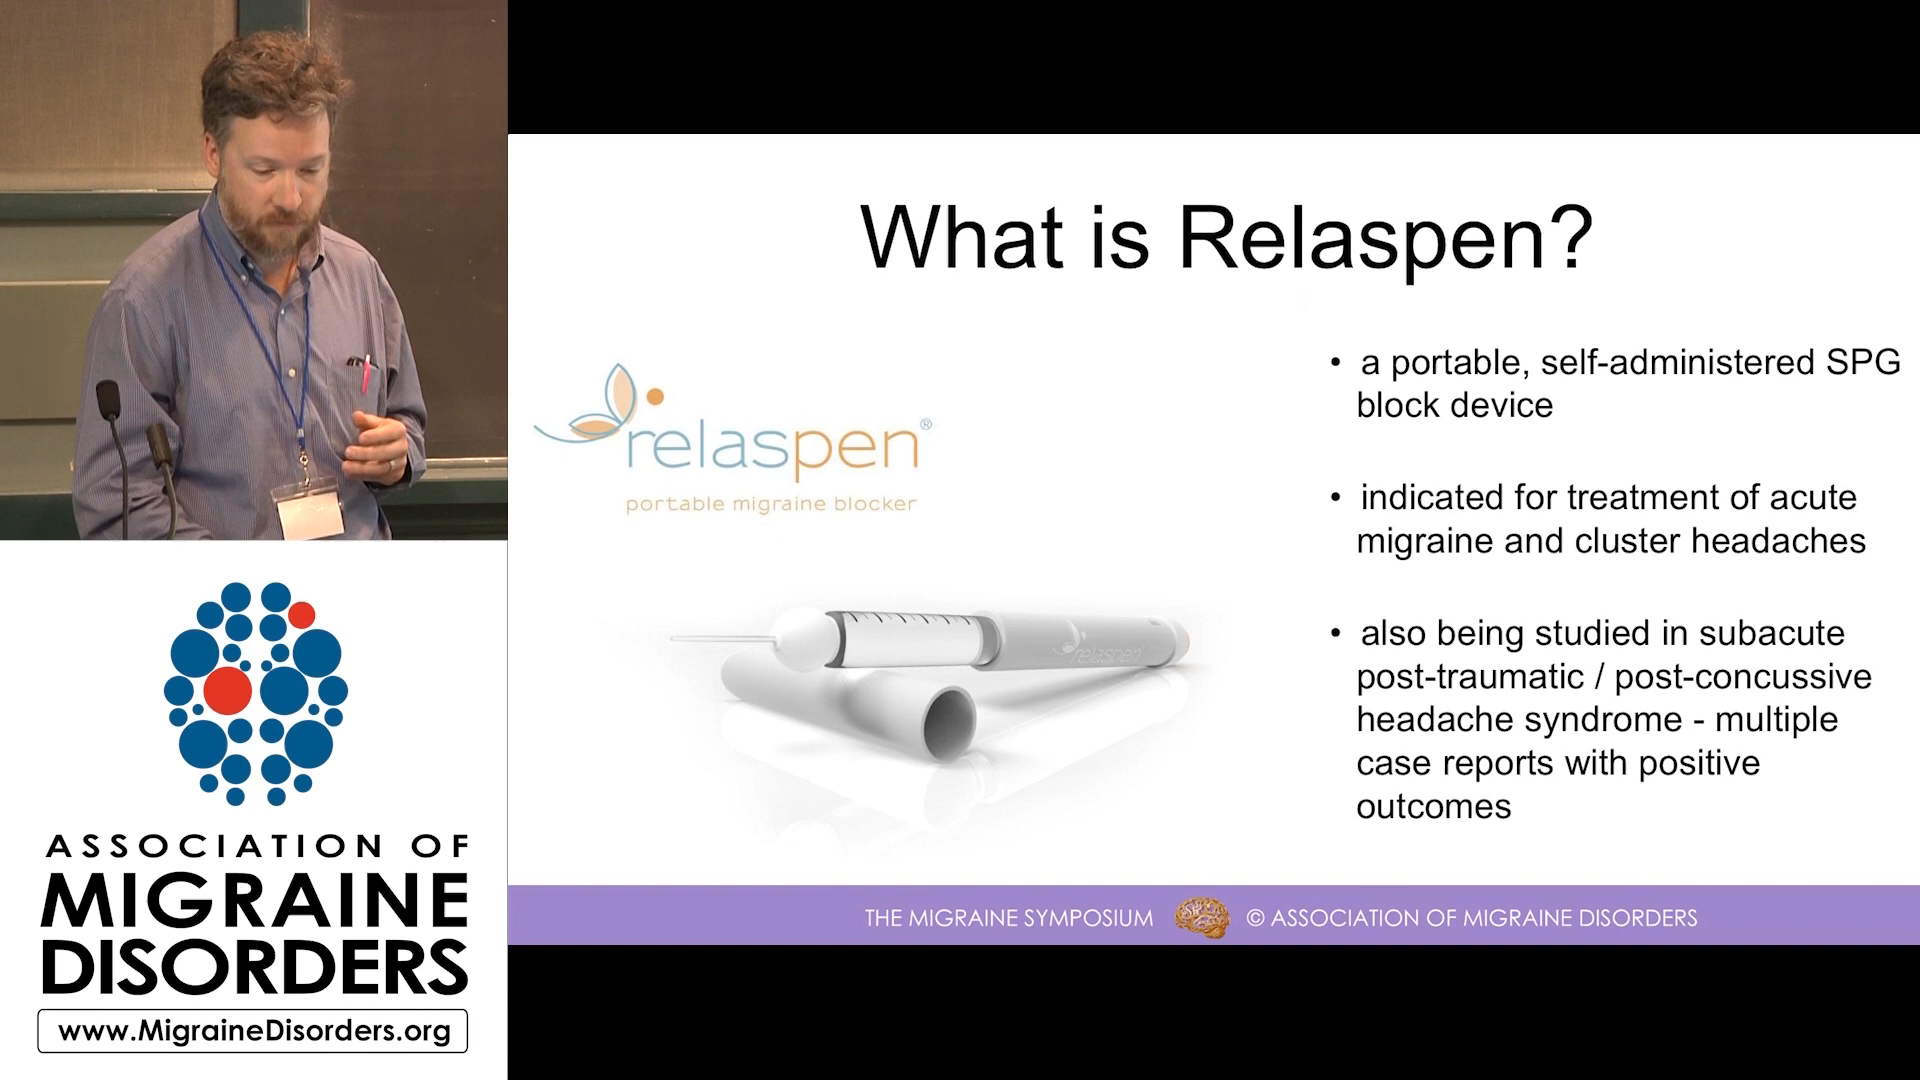 What is Relaspen?
relaspen®
portable migraine blocker
• a portable, self-administered SPG
block device
• indicated for treatment of acute
migraine and cluster headaches
• also being studied in subacute
post-traumatic / post-concussive
headache syndrome - multiple
case reports with positive
outcomes
relaspen
THE MIGRAINE SYMPOSIUM © ASSOCIATION OF MIGRAINE DISORDERS
ASSOCIATION OF
MIGRAINE
DISORDERS
www.MigraineDisorders.org